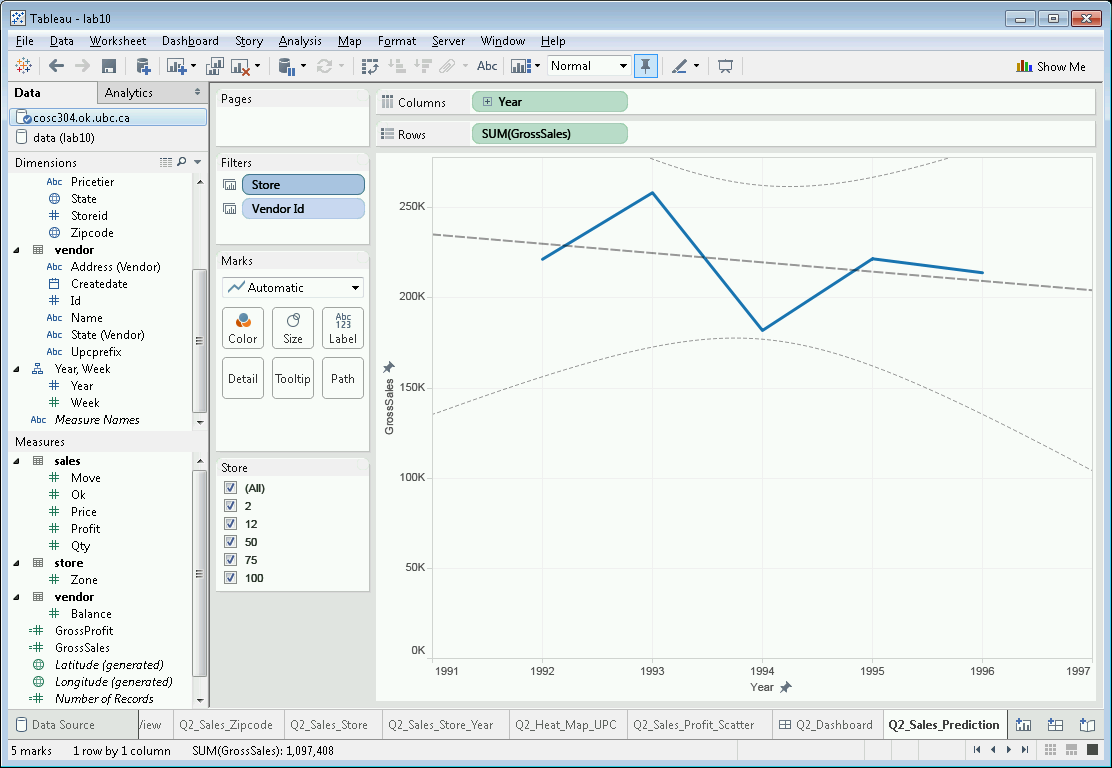 Tableau - lab10
File Data Worksheet Dashboard Story Analysis Map Format Server Window Help
Abc Normal Show Me
Data Analytics
cosc304.ok.ubc.ca
data (lab10)
Dimensions
Abc Pricetier
State
Storeid
Zipcode
vendor
Abc Address (Vendor)
Createdate
Id
Abc Name
Abc State (Vendor)
Abc Upcprefix
Year, Week
Year
Week
Abc Measure Names
Measures
sales
Move
Ok
Price
Profit
Qty
store
Zone
vendor
Balance
GrossProfit
GrossSales
Latitude (generated)
Longitude (generated)
Number of Records
Pages
Filters
Store
Vendor Id
Marks
Automatic
Color Size Abc 123 Label
Detail Tooltip Path
Store
(All)
2
12
50
75
100
Columns Year
Rows SUM(GrossSales)
250K
200K
150K
100K
50K
0K
GrossSales
1991 1992 1993 1994 1995 1996 1997
Year
Data Source View Q2_Sales_Zipcode Q2_Sales_Store Q2_Sales_Store_Year Q2_Heat_Map_UPC Q2_Sales_Profit_Scatter Q2_Dashboard Q2_Sales_Prediction
5 marks 1 row by 1 column SUM(GrossSales): 1,097,408